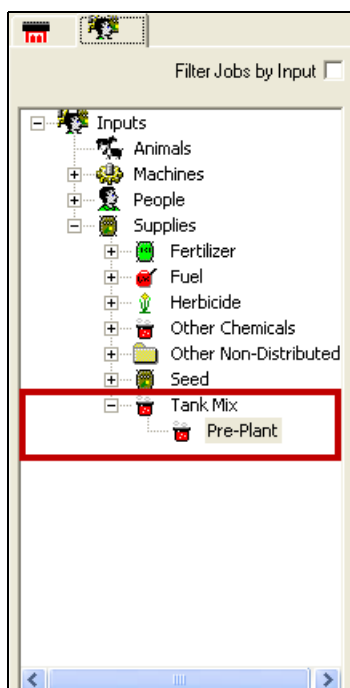 Filter Jobs by Input
Inputs
Animals
Machines
People
Supplies
Fertilizer
Fuel
Herbicide
Other Chemicals
Other Non-Distributed
Seed
Tank Mix
Pre-Plant